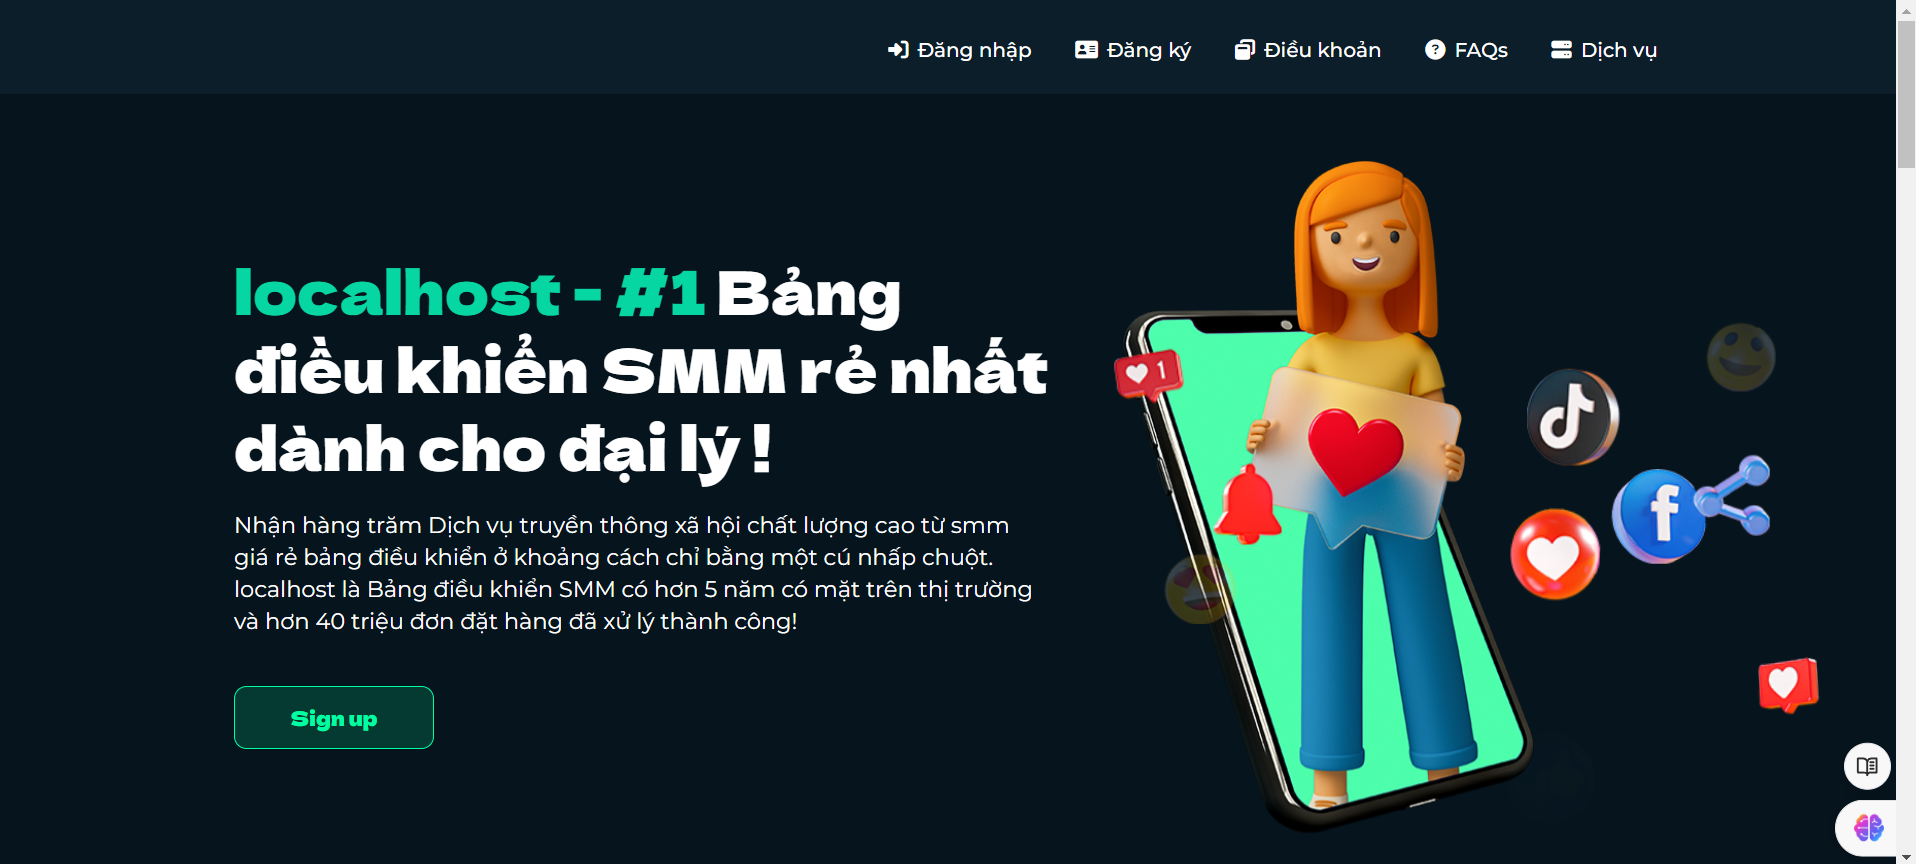 Đăng nhập
Đăng ký
Điều khoản
FAQs
Dịch vụ
localhost - #1 Bảng
điều khiển SMM rẻ nhất
dành cho đại lý !
Nhận hàng trăm Dịch vụ truyền thông xã hội chất lượng cao từ smm
giá rẻ bảng điều khiển ở khoảng cách chỉ bằng một cú nhấp chuột.
localhost là Bảng điều khiển SMM có hơn 5 năm có mặt trên thị trường
và hơn 40 triệu đơn đặt hàng đã xử lý thành công!
Sign up
1